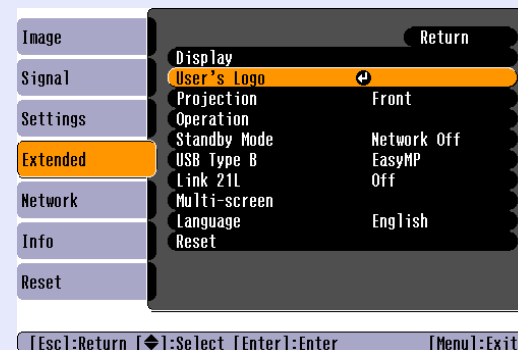 Image
Signal
Settings
Extended
Network
Info
Reset
Return
Display
User's Logo
Projection Front
Operation
Standby Mode Network Off
USB Type B EasyMP
Link 21L Off
Multi-screen
Language English
Reset
[Esc]:Return [◆]:Select [Enter]:Enter [Menu]:Exit